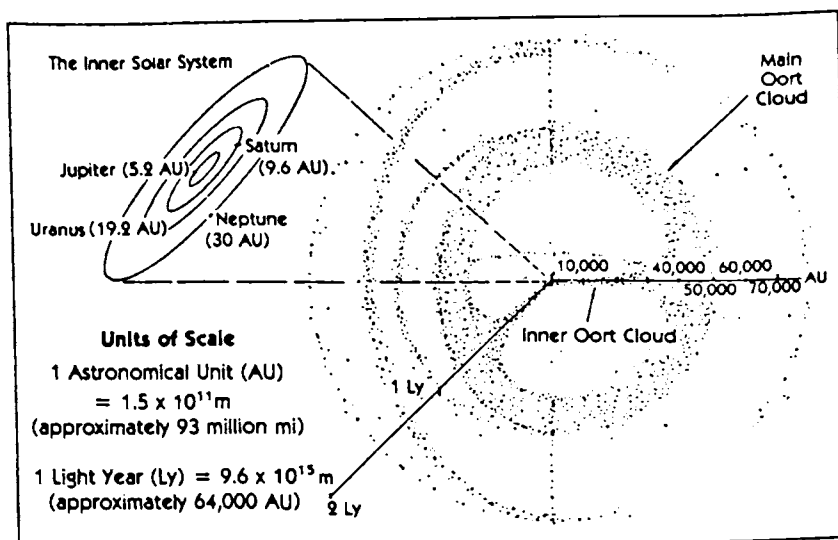 The Inner Solar System
Main
Oort
Cloud
Saturn
Jupiter (5.2 AU)
(9.6 AU)
Uranus (19.2 AU)
Neptune
(30 AU)
10,000
40,000
60,000
AU
50,000
70,000
Inner Oort Cloud
Units of Scale
1 Astronomical Unit (AU)
= 1.5 x 10¹¹m
(approximately 93 million mi)
1 Ly
1 Light Year (Ly) = 9.6 x 10¹⁵m
(approximately 64,000 AU)
2 Ly